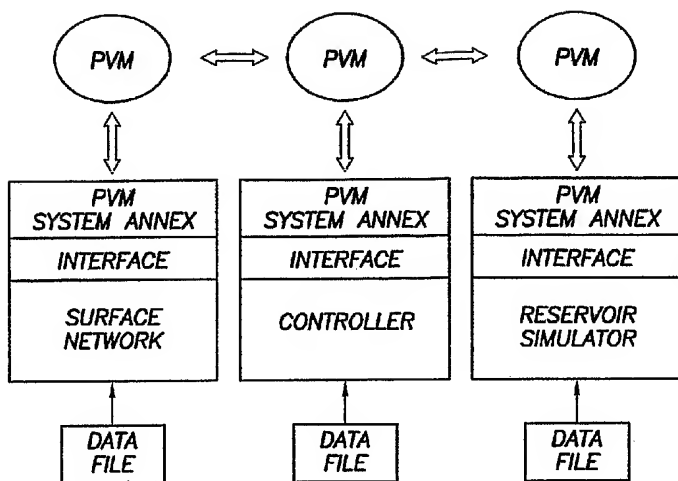 PVM
PVM
PVM
PVM
SYSTEM ANNEX
INTERFACE
SURFACE
NETWORK
DATA
FILE
PVM
SYSTEM ANNEX
INTERFACE
CONTROLLER
DATA
FILE
PVM
SYSTEM ANNEX
INTERFACE
RESERVOIR
SIMULATOR
DATA
FILE